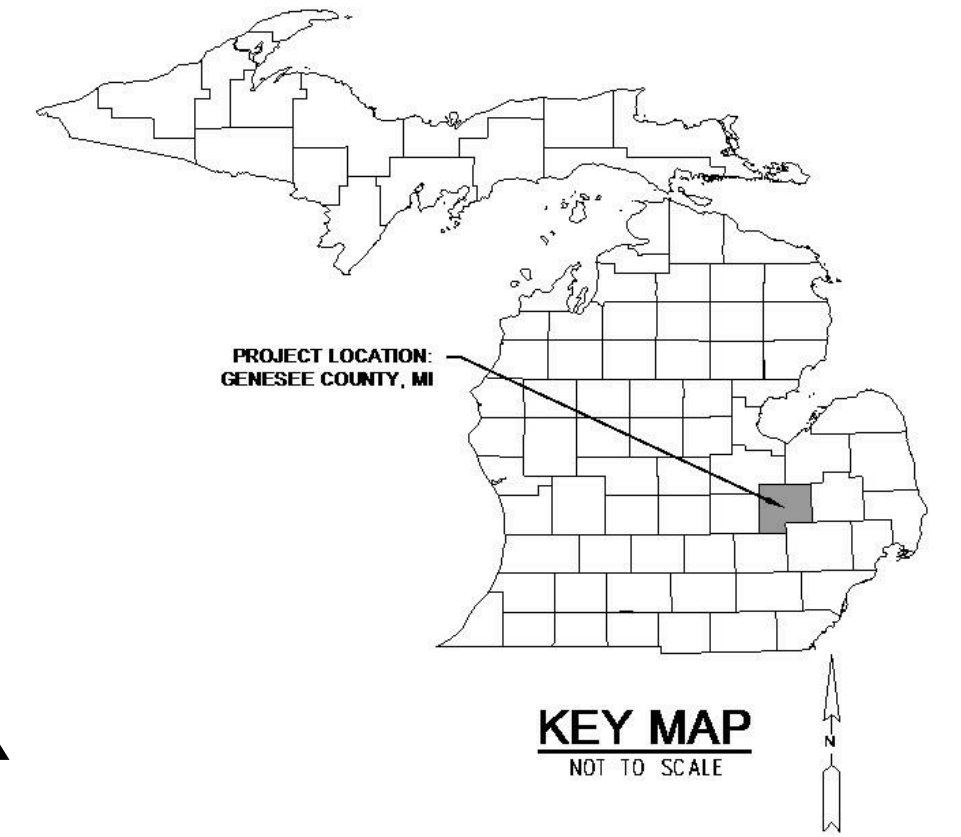 PROJECT LOCATION:
GENESEE COUNTY, MI
KEY MAP
NOT TO SCALE
N